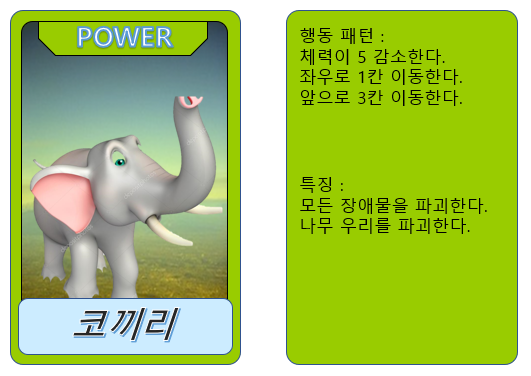 POWER
코끼리
행동 패턴 :
체력이 5 감소한다.
좌우로 1칸 이동한다.
앞으로 3칸 이동한다.
특징 :
모든 장애물을 파괴한다.
나무 우리를 파괴한다.